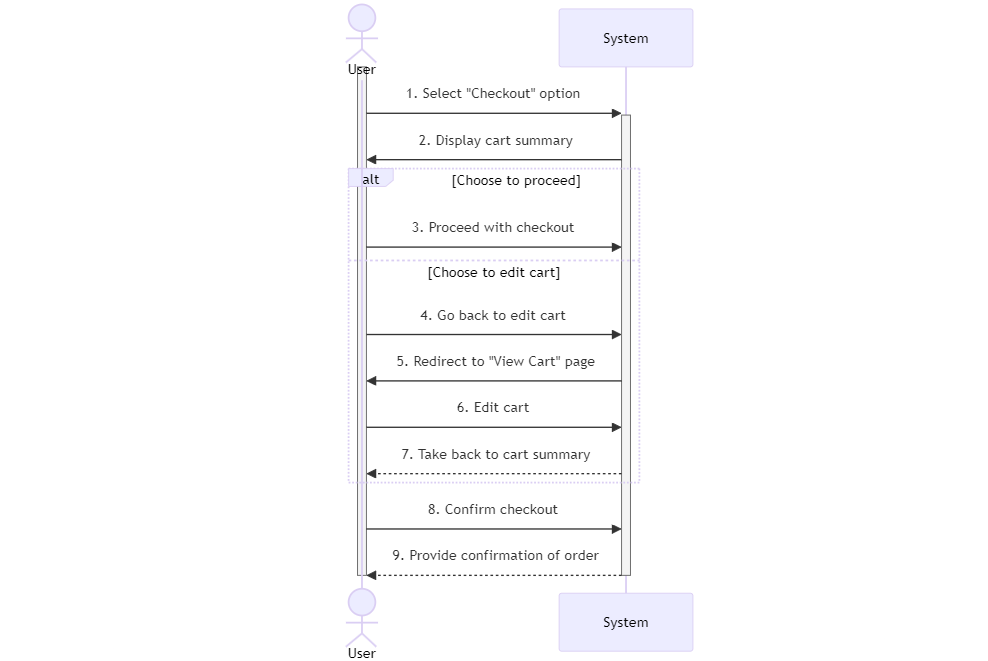 System
User
1. Select "Checkout" option
2. Display cart summary
alt
[Choose to proceed]
3. Proceed with checkout
[Choose to edit cart]
4. Go back to edit cart
5. Redirect to "View Cart" page
6. Edit cart
7. Take back to cart summary
8. Confirm checkout
9. Provide confirmation of order
System
User